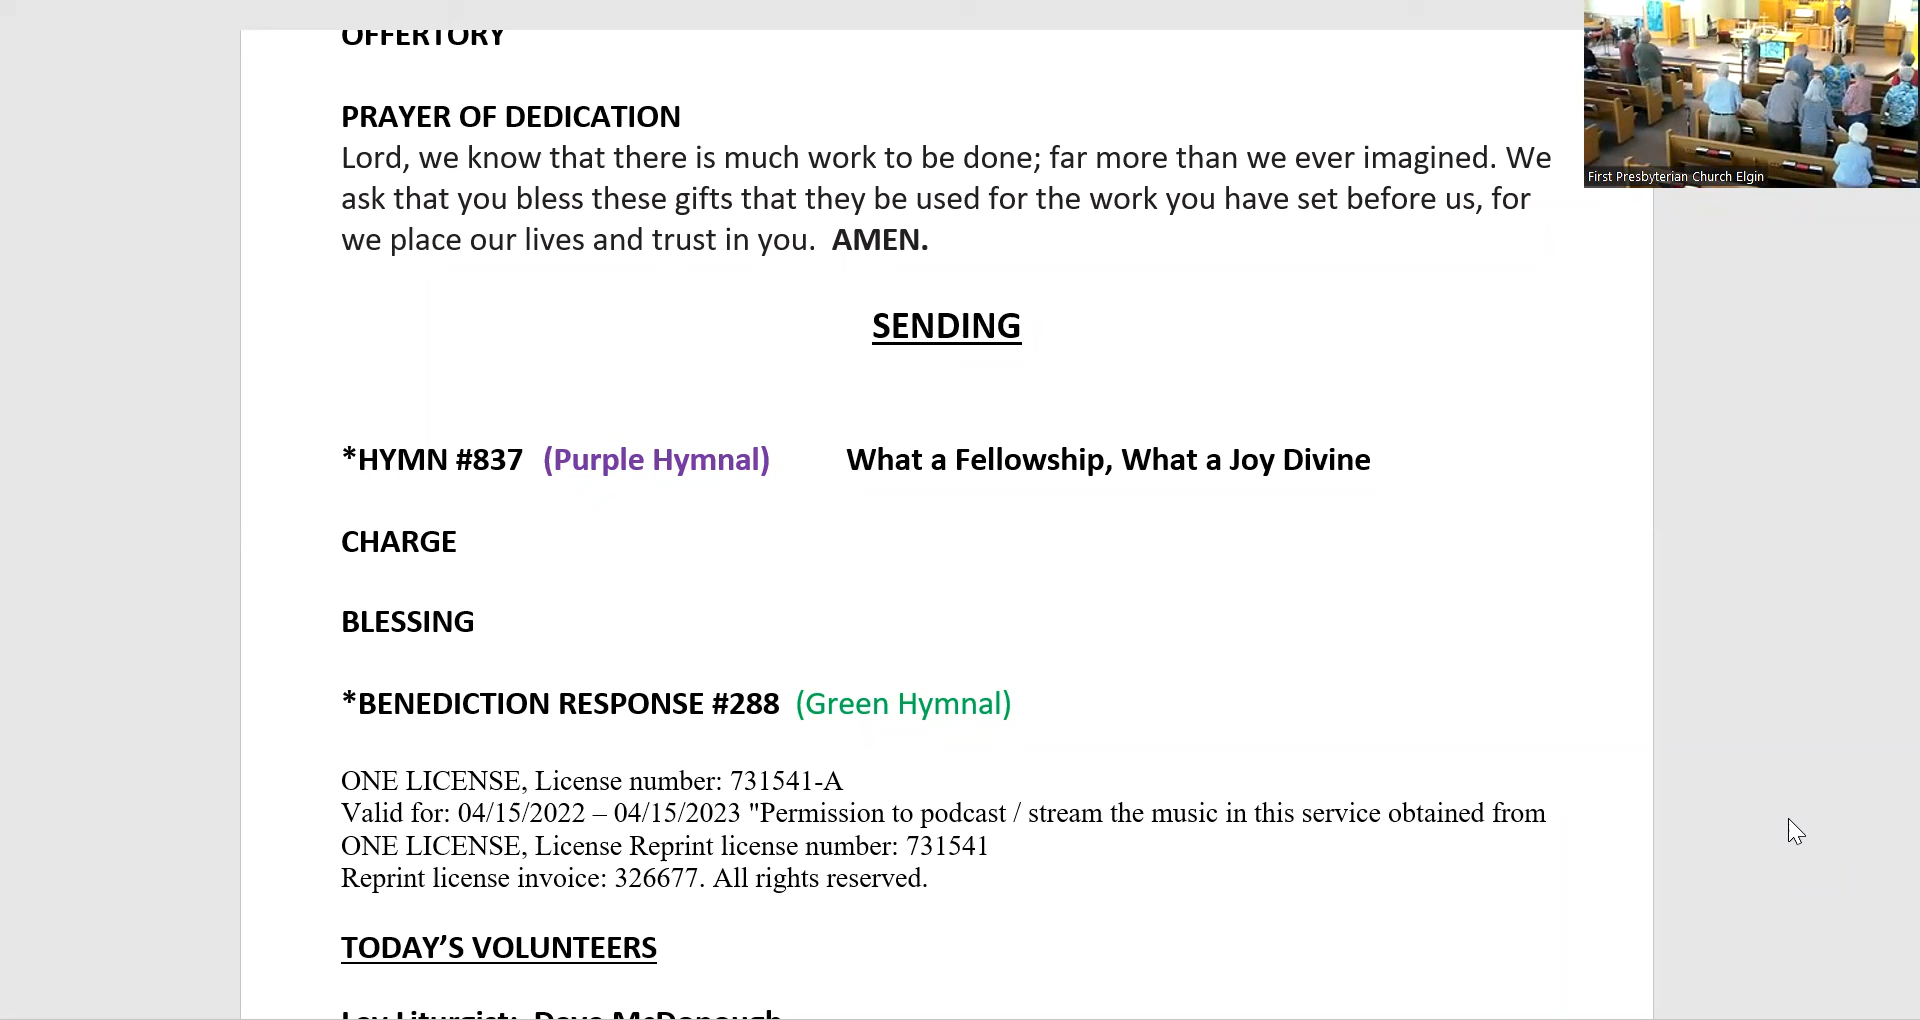 OFFERTORY
PRAYER OF DEDICATION
Lord, we know that there is much work to be done; far more than we ever imagined. We
ask that you bless these gifts that they be used for the work you have set before us, for
we place our lives and trust in you.  AMEN.
SENDING
*HYMN #837 (Purple Hymnal) What a Fellowship, What a Joy Divine
CHARGE
BLESSING
*BENEDICTION RESPONSE #288 (Green Hymnal)
ONE LICENSE, License number: 731541-A
Valid for: 04/15/2022 – 04/15/2023 "Permission to podcast / stream the music in this service obtained from
ONE LICENSE, License Reprint license number: 731541
Reprint license invoice: 326677. All rights reserved.
TODAY’S VOLUNTEERS
Lay Liturgist: Dave McDonough
First Presbyterian Church Elgin